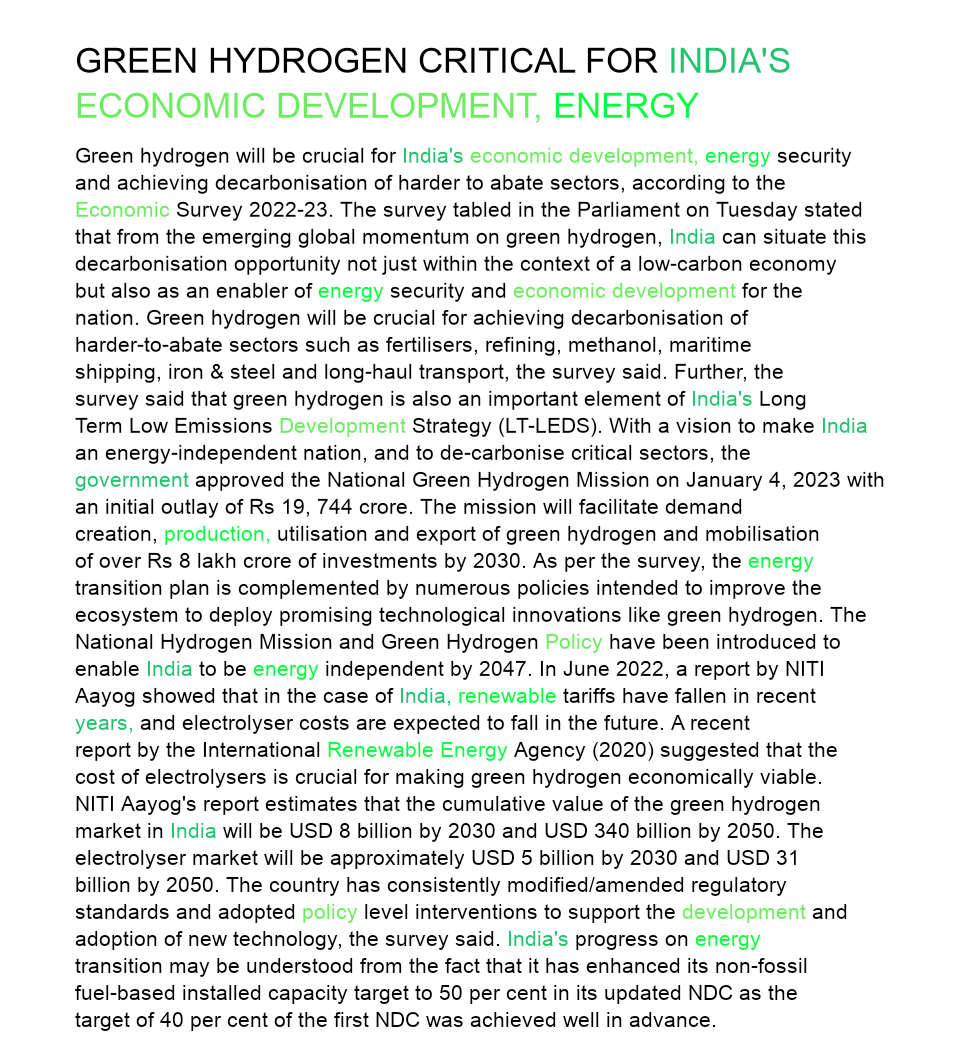 GREEN HYDROGEN CRITICAL FOR INDIA'S
ECONOMIC DEVELOPMENT, ENERGY
Green hydrogen will be crucial for India's economic development, energy security
and achieving decarbonisation of harder to abate sectors, according to the
Economic Survey 2022-23. The survey tabled in the Parliament on Tuesday stated
that from the emerging global momentum on green hydrogen, India can situate this
decarbonisation opportunity not just within the context of a low-carbon economy
but also as an enabler of energy security and economic development for the
nation. Green hydrogen will be crucial for achieving decarbonisation of
harder-to-abate sectors such as fertilisers, refining, methanol, maritime
shipping, iron & steel and long-haul transport, the survey said. Further, the
survey said that green hydrogen is also an important element of India's Long
Term Low Emissions Development Strategy (LT-LEDS). With a vision to make India
an energy-independent nation, and to de-carbonise critical sectors, the
government approved the National Green Hydrogen Mission on January 4, 2023 with
an initial outlay of Rs 19, 744 crore. The mission will facilitate demand
creation, production, utilisation and export of green hydrogen and mobilisation
of over Rs 8 lakh crore of investments by 2030. As per the survey, the energy
transition plan is complemented by numerous policies intended to improve the
ecosystem to deploy promising technological innovations like green hydrogen. The
National Hydrogen Mission and Green Hydrogen Policy have been introduced to
enable India to be energy independent by 2047. In June 2022, a report by NITI
Aayog showed that in the case of India, renewable tariffs have fallen in recent
years, and electrolyser costs are expected to fall in the future. A recent
report by the International Renewable Energy Agency (2020) suggested that the
cost of electrolysers is crucial for making green hydrogen economically viable.
NITI Aayog's report estimates that the cumulative value of the green hydrogen
market in India will be USD 8 billion by 2030 and USD 340 billion by 2050. The
electrolyser market will be approximately USD 5 billion by 2030 and USD 31
billion by 2050. The country has consistently modified/amended regulatory
standards and adopted policy level interventions to support the development and
adoption of new technology, the survey said. India's progress on energy
transition may be understood from the fact that it has enhanced its non-fossil
fuel-based installed capacity target to 50 per cent in its updated NDC as the
target of 40 per cent of the first NDC was achieved well in advance.